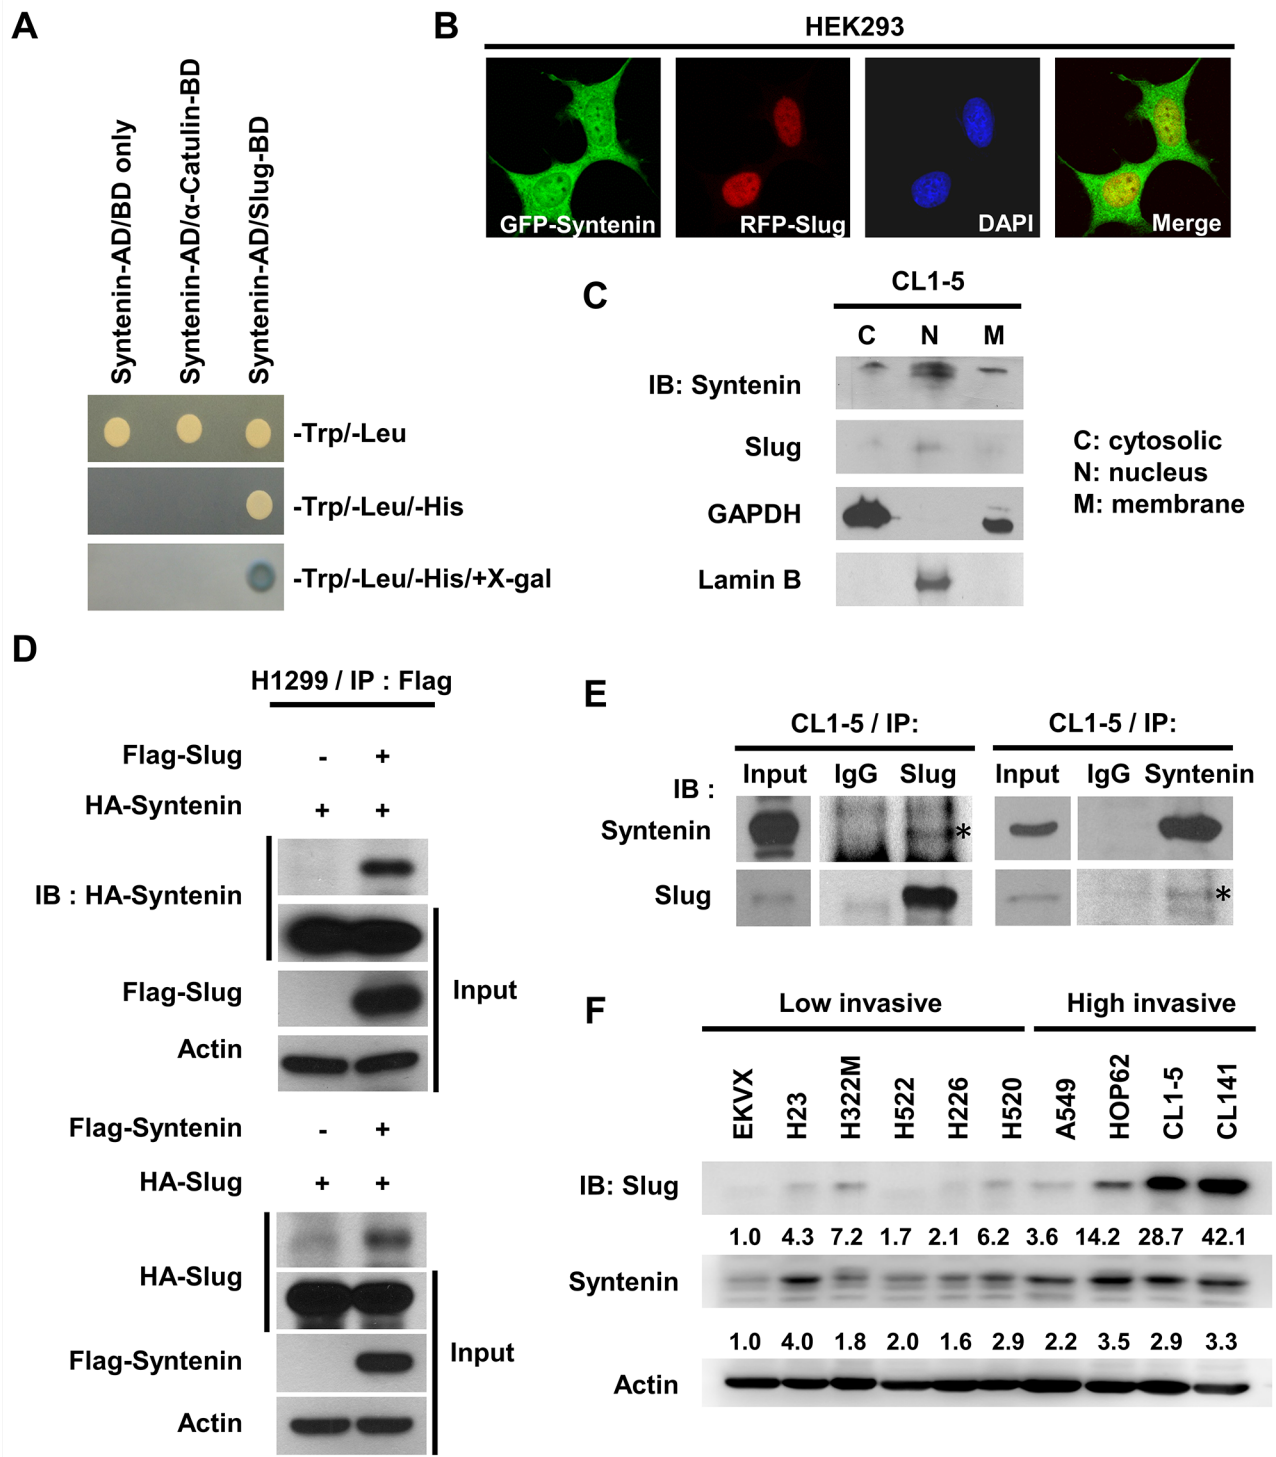 A
Syntenin-AD/BD only
Syntenin-AD/α-Catulin-BD
Syntenin-AD/Slug-BD
-Trp/-Leu
-Trp/-Leu/-His
-Trp/-Leu/-His/+X-gal
B
HEK293
GFP-Syntenin
RFP-Slug
DAPI
Merge
C
CL1-5
C N M
IB: Syntenin
Slug
GAPDH
Lamin B
C: cytosolic
N: nucleus
M: membrane
D
H1299 / IP : Flag
Flag-Slug - +
HA-Syntenin + +
IB : HA-Syntenin
Flag-Slug
Input
Actin
Flag-Syntenin - +
HA-Slug + +
HA-Slug
Flag-Syntenin
Input
Actin
E
CL1-5 / IP: CL1-5 / IP:
Input IgG Slug Input IgG Syntenin
IB :
Syntenin *
Slug *
F
Low invasive High invasive
EKVX H23 H322M H522 H226 H520 A549 HOP62 CL1-5 CL141
IB: Slug
1.0 4.3 7.2 1.7 2.1 6.2 3.6 14.2 28.7 42.1
Syntenin
1.0 4.0 1.8 2.0 1.6 2.9 2.2 3.5 2.9 3.3
Actin